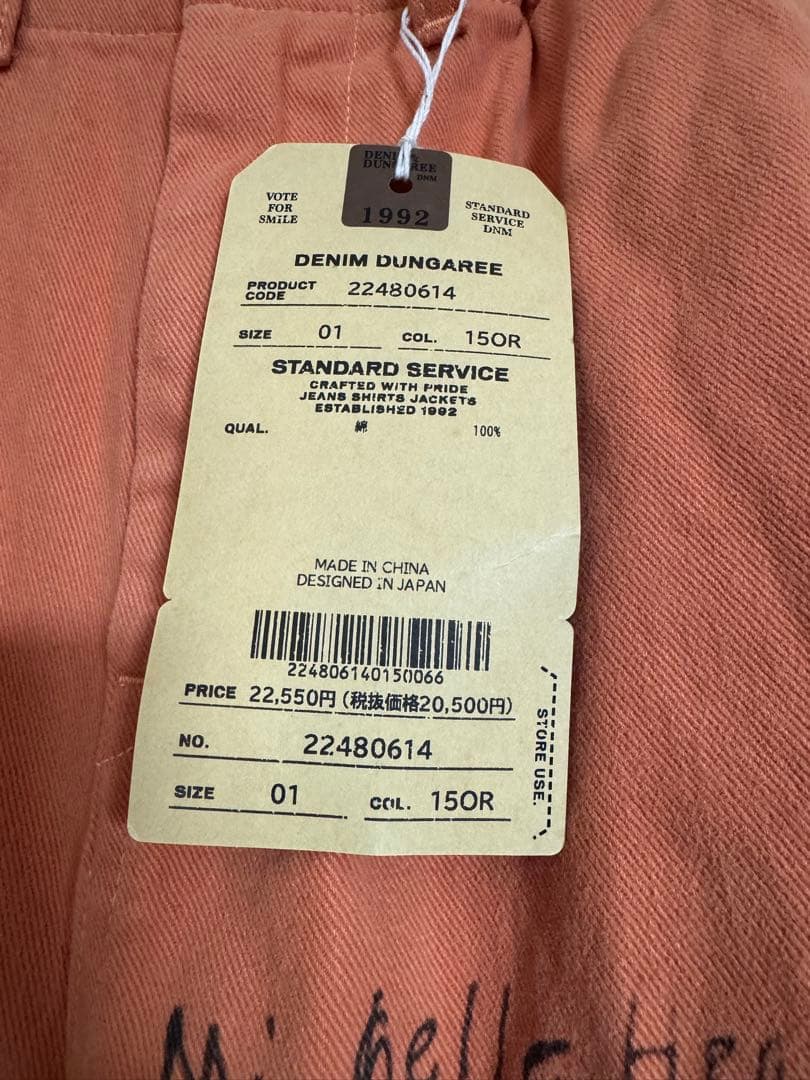 DENIM &
DUNGAREE
DNM
1992
VOTE
FOR
SMiLE
STANDARD
SERVICE
DNM
DENIM DUNGAREE
PRODUCT CODE 22480614
SIZE 01 COL. 15OR
STANDARD SERVICE
CRAFTED WITH PRIDE
JEANS SHIRTS JACKETS
ESTABLISHED 1992
QUAL. 綿 100%
MADE IN CHINA
DESIGNED IN JAPAN
224806140150066
PRICE 22,550円 (税抜価格20,500円)
STORE USE.
NO. 22480614
SIZE 01 COL. 15OR